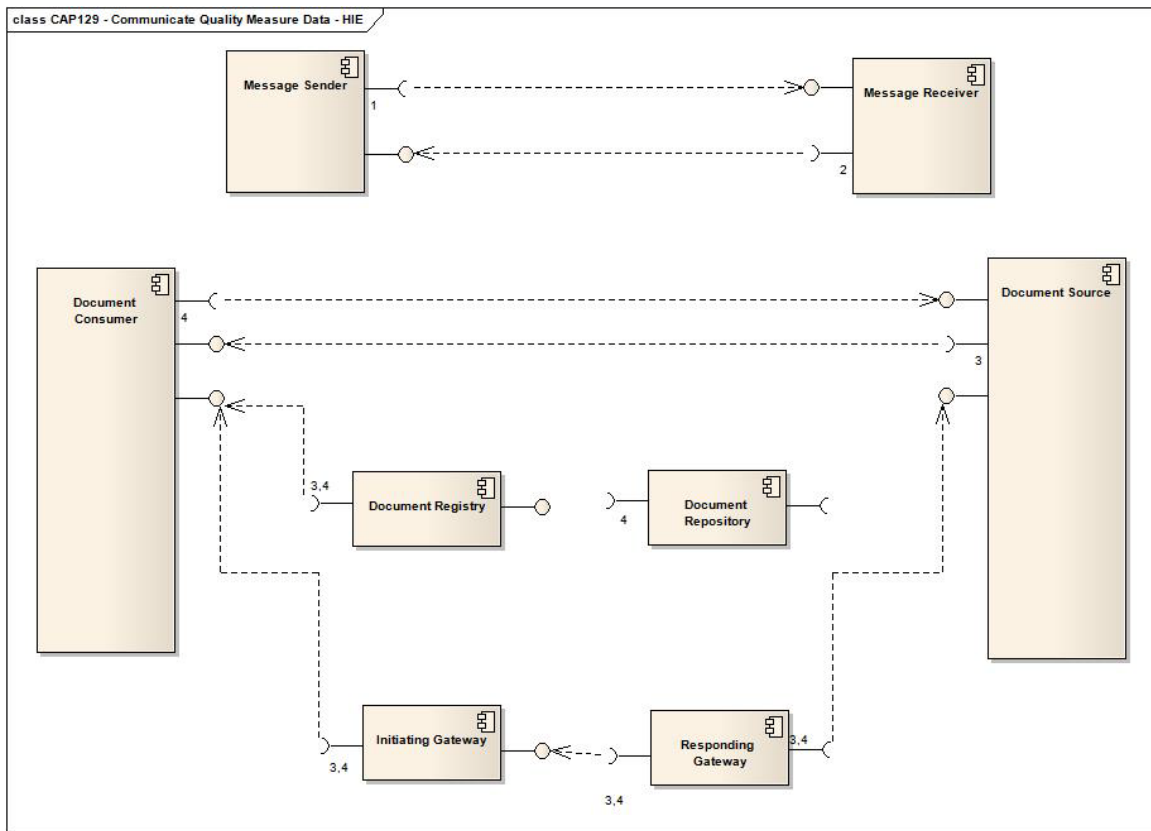 class CAP129 - Communicate Quality Measure Data - HIE
Message Sender
1
Message Receiver
2
Document
Consumer
4
Document Source
3
3,4
Document Registry
4
Document
Repository
Initiating Gateway
3,4
Responding
Gateway
3,4
3,4